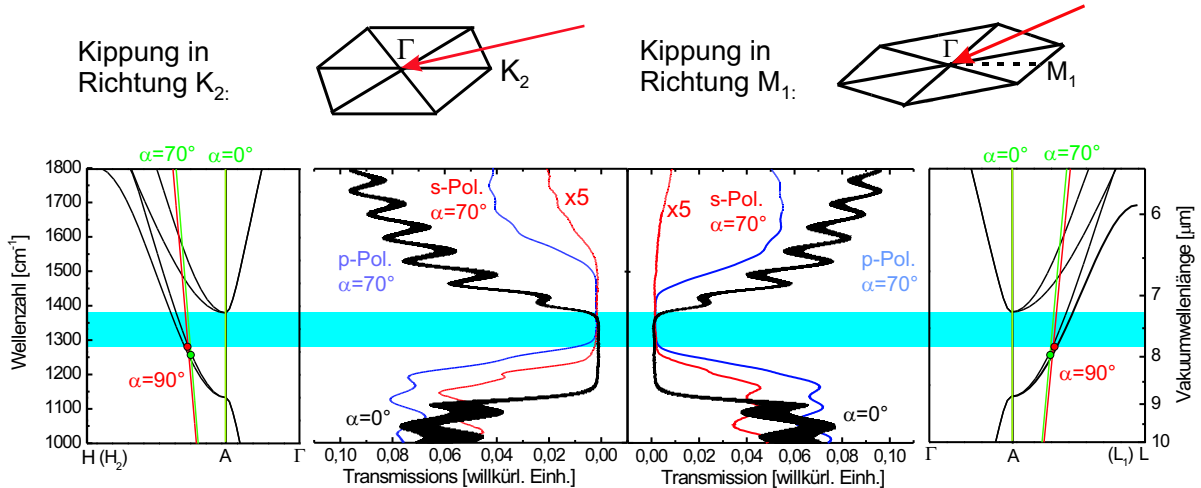 Kippung in
Richtung K2:
Γ
K2
Kippung in
Richtung M1:
Γ
M1
α=70° α=0°
α=0° α=70°
Wellenzahl [cm-1]
1800
1700
1600
1500
1400
1300
1200
1100
1000
α=90°
H (H2) A Γ
s-Pol.
α=70°
x5
p-Pol.
α=70°
α=0°
0,10 0,08 0,06 0,04 0,02 0,00
Transmissions [willkürl. Einh.]
x5
s-Pol.
α=70°
p-Pol.
α=70°
α=0°
0,00 0,02 0,04 0,06 0,08 0,10
Transmission [willkürl. Einh.]
α=90°
Γ A (L1) L
6
7
8
9
10
Vakuumwellenlänge [µm]